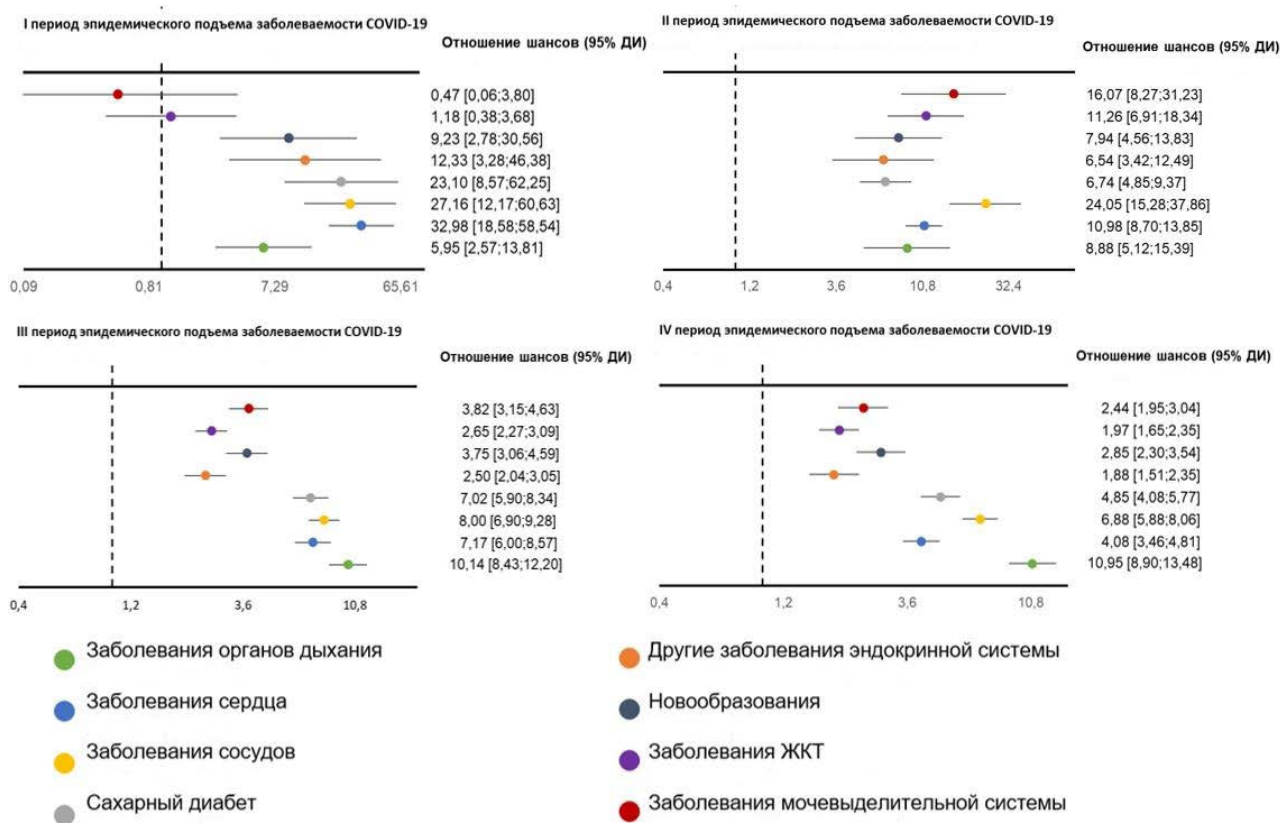 I период эпидемического подъема заболеваемости COVID-19
Отношение шансов (95% ДИ)
0,47 [0,06;3,80]
1,18 [0,38;3,68]
9,23 [2,78;30,56]
12,33 [3,28;46,38]
23,10 [8,57;62,25]
27,16 [12,17;60,63]
32,98 [18,58;58,54]
5,95 [2,57;13,81]
0,09 0,81 7,29 65,61
II период эпидемического подъема заболеваемости COVID-19
Отношение шансов (95% ДИ)
16,07 [8,27;31,23]
11,26 [6,91;18,34]
7,94 [4,56;13,83]
6,54 [3,42;12,49]
6,74 [4,85;9,37]
24,05 [15,28;37,86]
10,98 [8,70;13,85]
8,88 [5,12;15,39]
0,4 1,2 3,6 10,8 32,4
III период эпидемического подъема заболеваемости COVID-19
Отношение шансов (95% ДИ)
3,82 [3,15;4,63]
2,65 [2,27;3,09]
3,75 [3,06;4,59]
2,50 [2,04;3,05]
7,02 [5,90;8,34]
8,00 [6,90;9,28]
7,17 [6,00;8,57]
10,14 [8,43;12,20]
0,4 1,2 3,6 10,8
IV период эпидемического подъема заболеваемости COVID-19
Отношение шансов (95% ДИ)
2,44 [1,95;3,04]
1,97 [1,65;2,35]
2,85 [2,30;3,54]
1,88 [1,51;2,35]
4,85 [4,08;5,77]
6,88 [5,88;8,06]
4,08 [3,46;4,81]
10,95 [8,90;13,48]
0,4 1,2 3,6 10,8
Заболевания органов дыхания
Заболевания сердца
Заболевания сосудов
Сахарный диабет
Другие заболевания эндокринной системы
Новообразования
Заболевания ЖКТ
Заболевания мочевыделительной системы